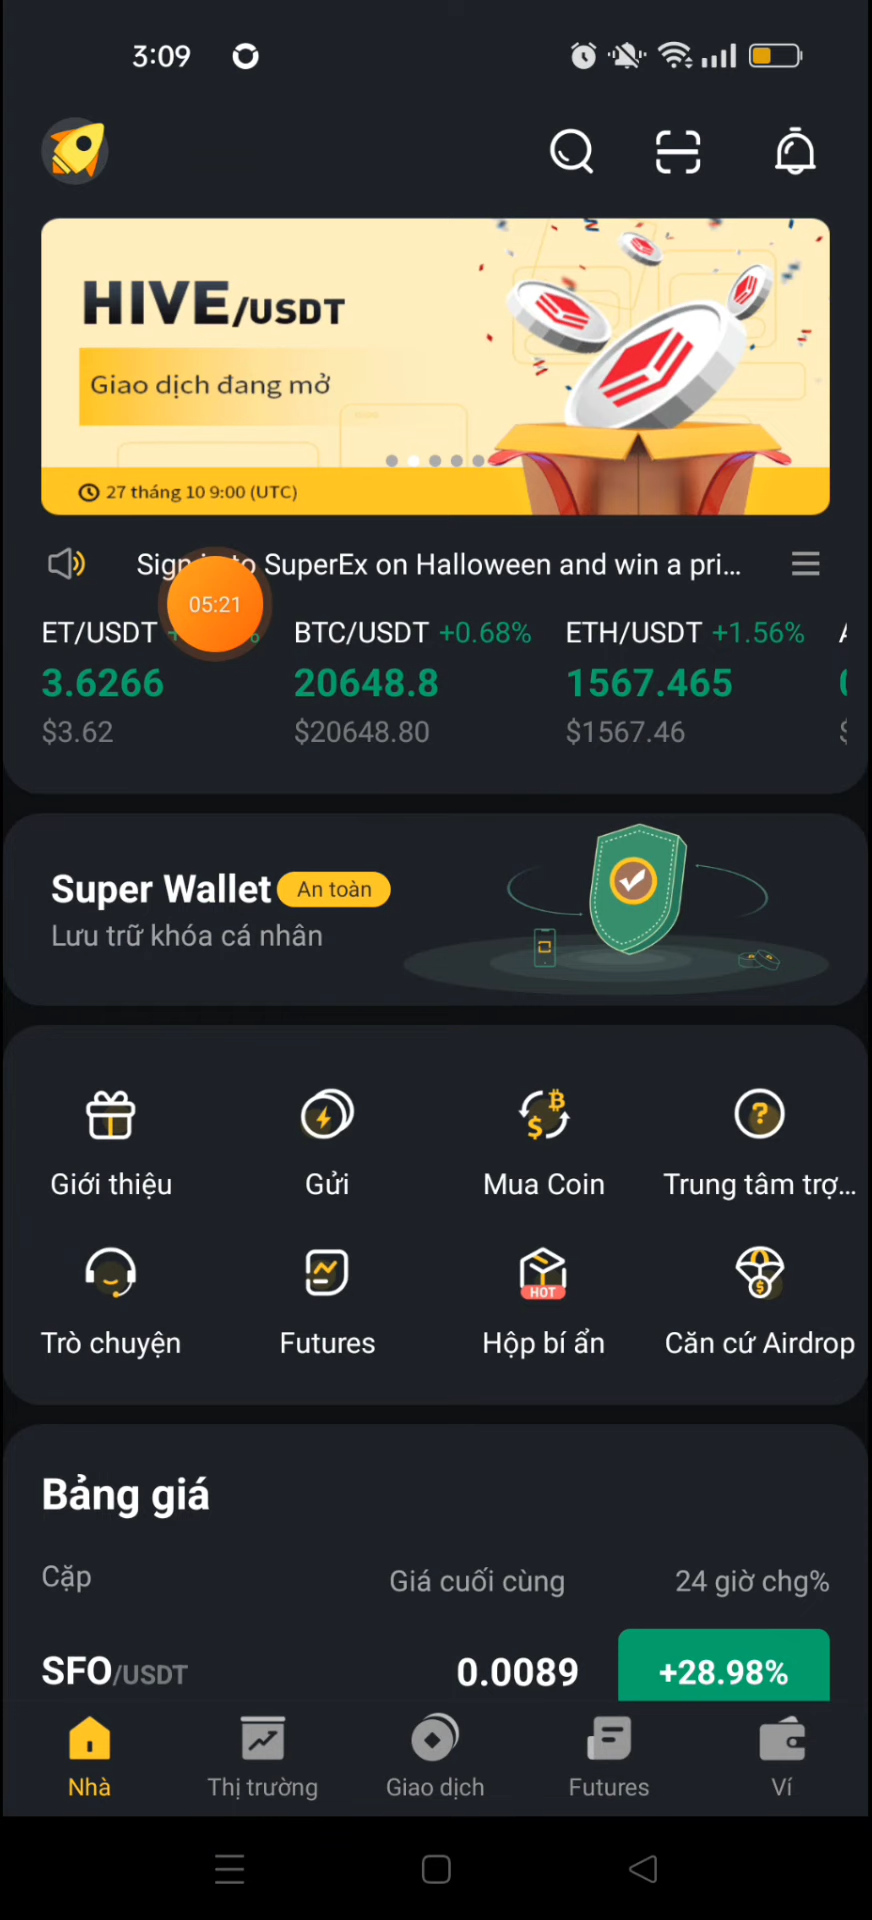 3:09
HIVE/USDT
Giao dịch đang mở
27 tháng 10 9:00 (UTC)
to SuperEx on Halloween and win a pri...
05:21
ET/USDT
BTC/USDT +0.68%
ETH/USDT +1.56%
3.6266
20648.8
1567.465
$3.62
$20648.80
$1567.46
Super Wallet An toàn
Lưu trữ khóa cá nhân
Giới thiệu
Gửi
Mua Coin
Trung tâm trợ...
Trò chuyện
Futures
HOT
Hộp bí ẩn
Căn cứ Airdrop
Bảng giá
Cặp
Giá cuối cùng
24 giờ chg%
SFO/USDT
0.0089
+28.98%
Nhà
Thị trường
Giao dịch
Futures
Ví